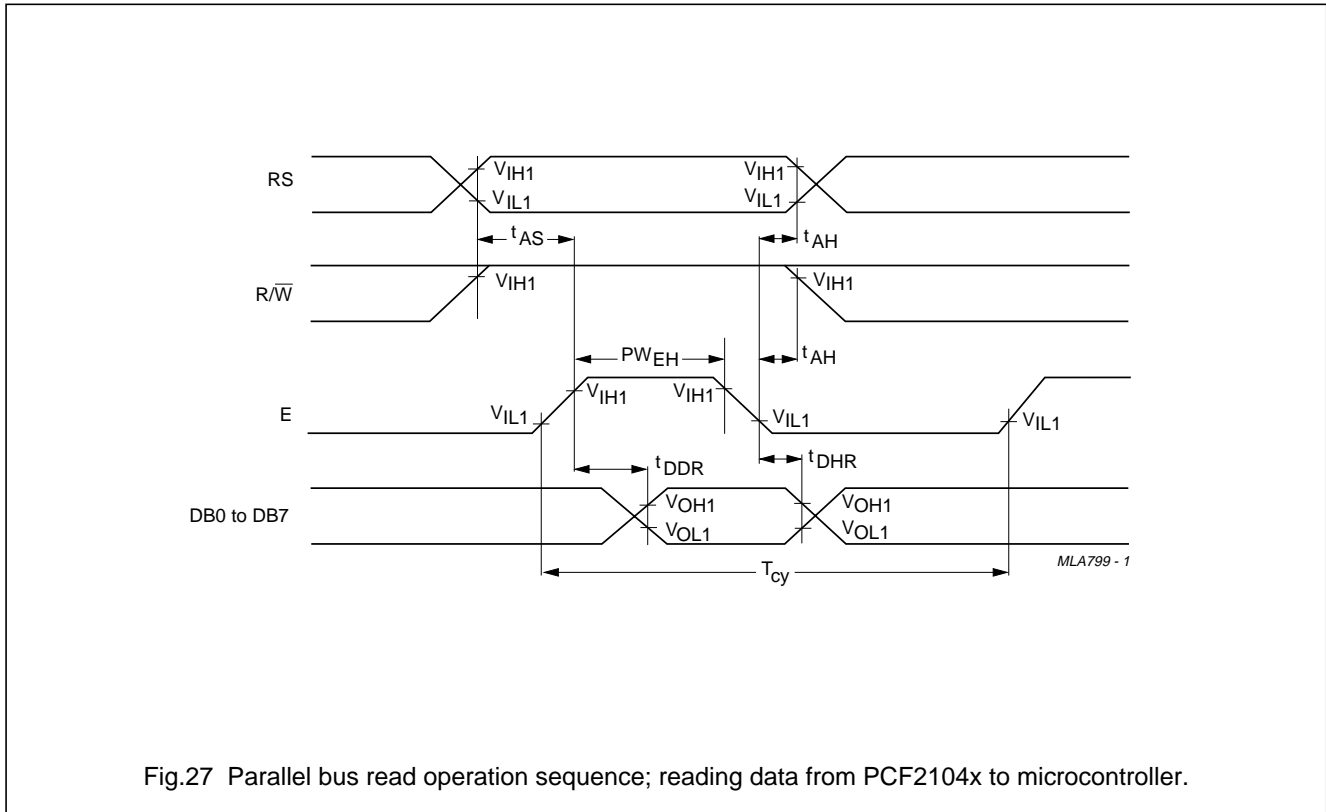 RS
VIH1
VIL1
VIH1
VIL1
tAS
tAH
R/W̅
VIH1
VIH1
PWEH
tAH
E
VIL1
VIH1
VIH1
VIL1
VIL1
tDDR
tDHR
DB0 to DB7
VOH1
VOL1
VOH1
VOL1
Tcy
MLA799 - 1
Fig.27 Parallel bus read operation sequence; reading data from PCF2104x to microcontroller.